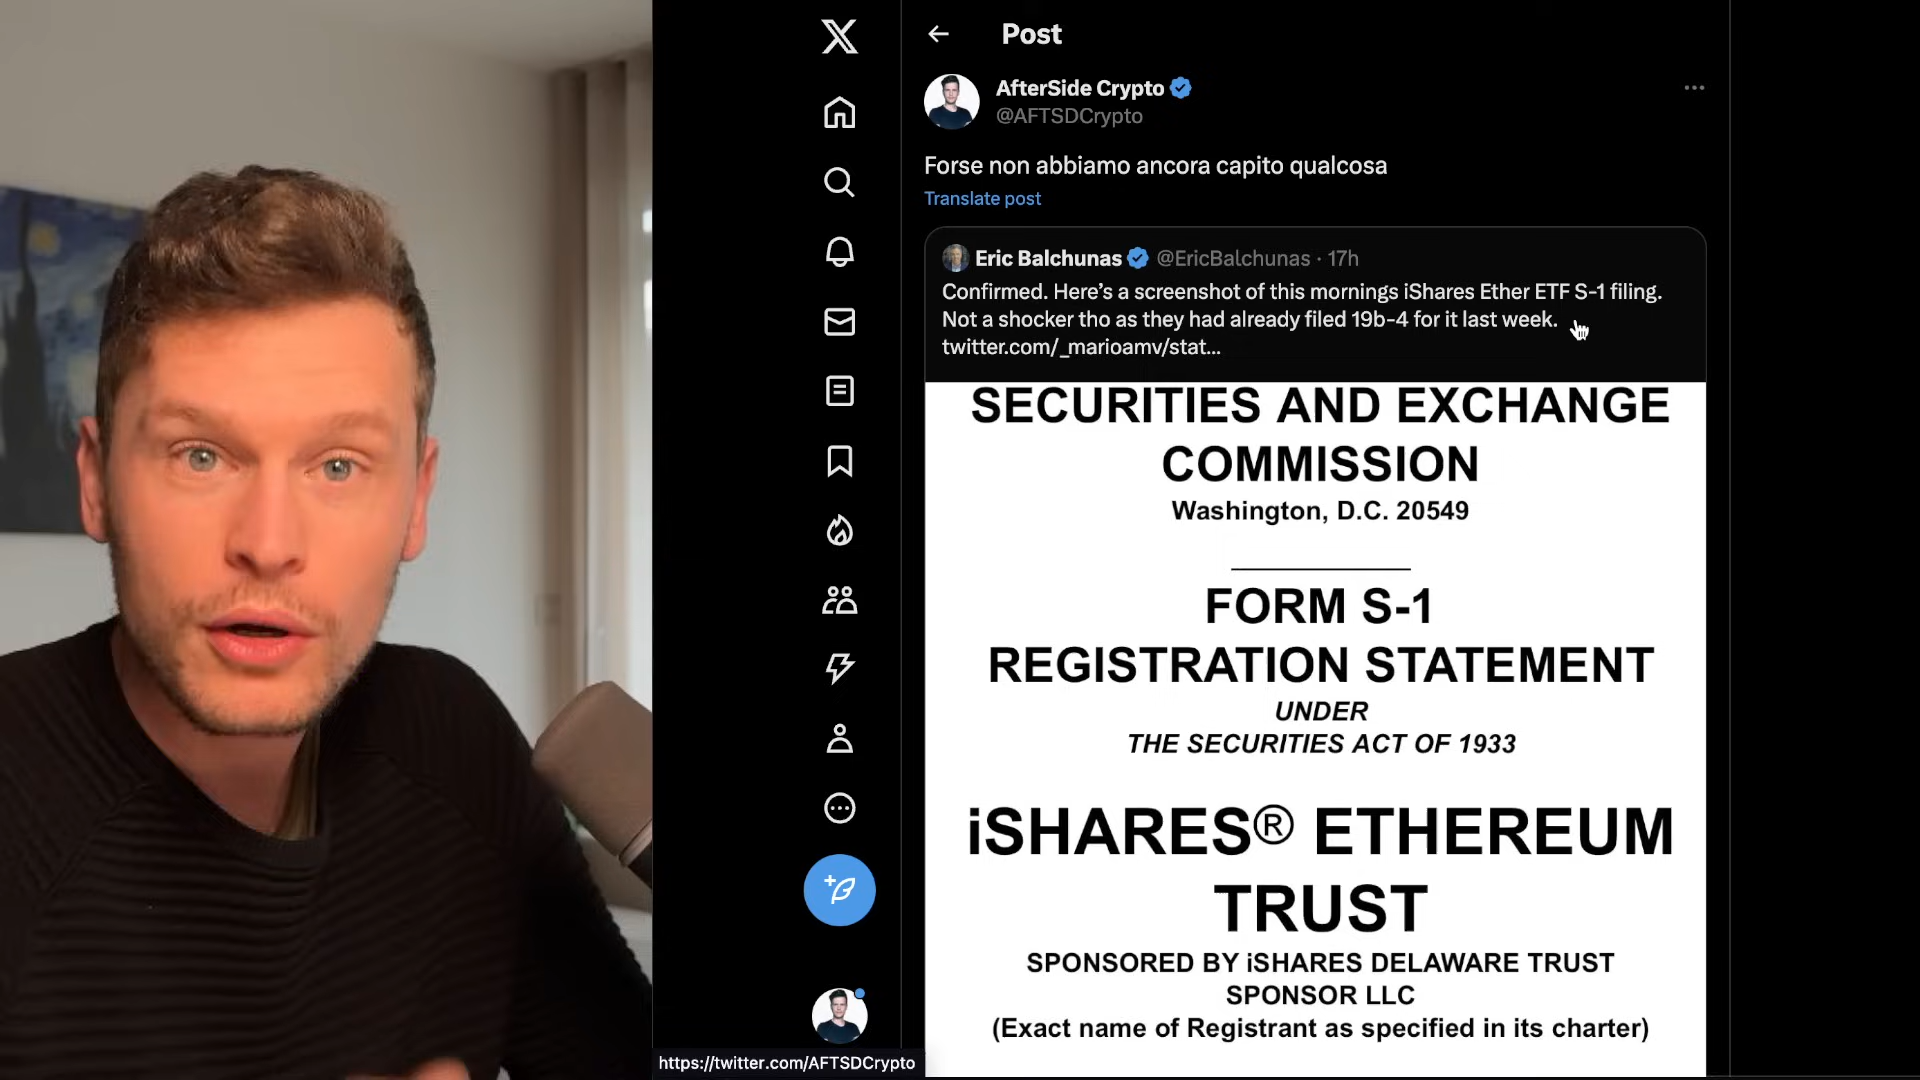 Post
AfterSide Crypto
@AFTSDCrypto
Forse non abbiamo ancora capito qualcosa
Translate post
Eric Balchunas @EricBalchunas · 17h
Confirmed. Here’s a screenshot of this mornings iShares Ether ETF S-1 filing.
Not a shocker tho as they had already filed 19b-4 for it last week.
twitter.com/_marioamv/stat...
SECURITIES AND EXCHANGE
COMMISSION
Washington, D.C. 20549
FORM S-1
REGISTRATION STATEMENT
UNDER
THE SECURITIES ACT OF 1933
iSHARES® ETHEREUM
TRUST
SPONSORED BY iSHARES DELAWARE TRUST
SPONSOR LLC
(Exact name of Registrant as specified in its charter)
https://twitter.com/AFTSDCrypto